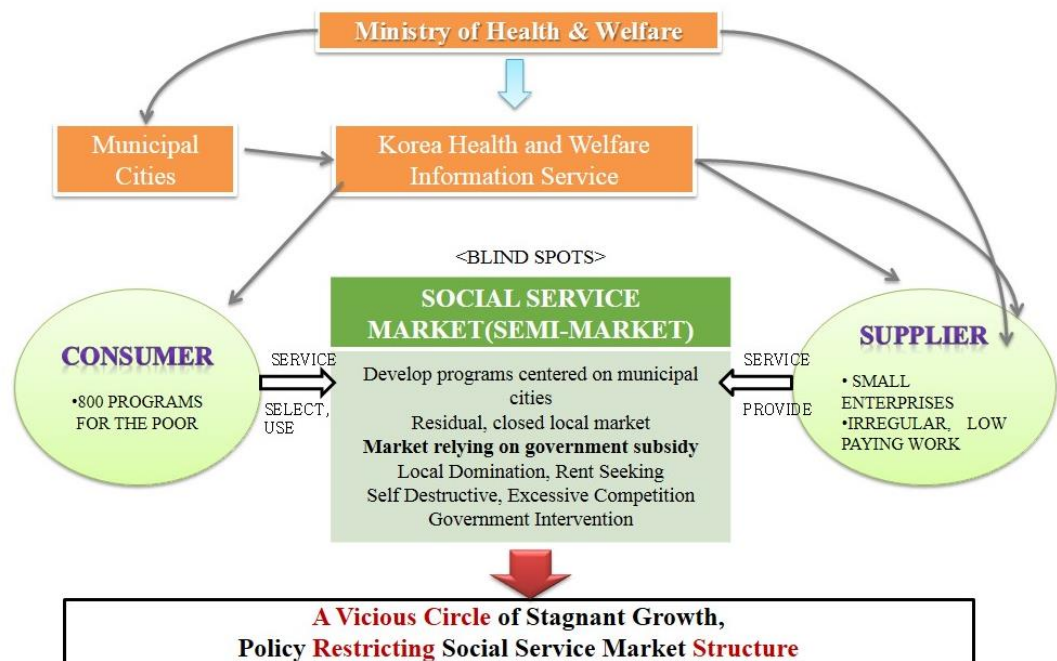 Ministry of Health & Welfare
Municipal
Cities
Korea Health and Welfare
Information Service
<BLIND SPOTS>
SOCIAL SERVICE
MARKET(SEMI-MARKET)
CONSUMER
•800 PROGRAMS
FOR THE POOR
SERVICE
SELECT,
USE
Develop programs centered on municipal
cities
Residual, closed local market
Market relying on government subsidy
Local Domination, Rent Seeking
Self Destructive, Excessive Competition
Government Intervention
SERVICE
PROVIDE
SUPPLIER
• SMALL
ENTERPRISES
•IRREGULAR, LOW
PAYING WORK
A Vicious Circle of Stagnant Growth,
Policy Restricting Social Service Market Structure